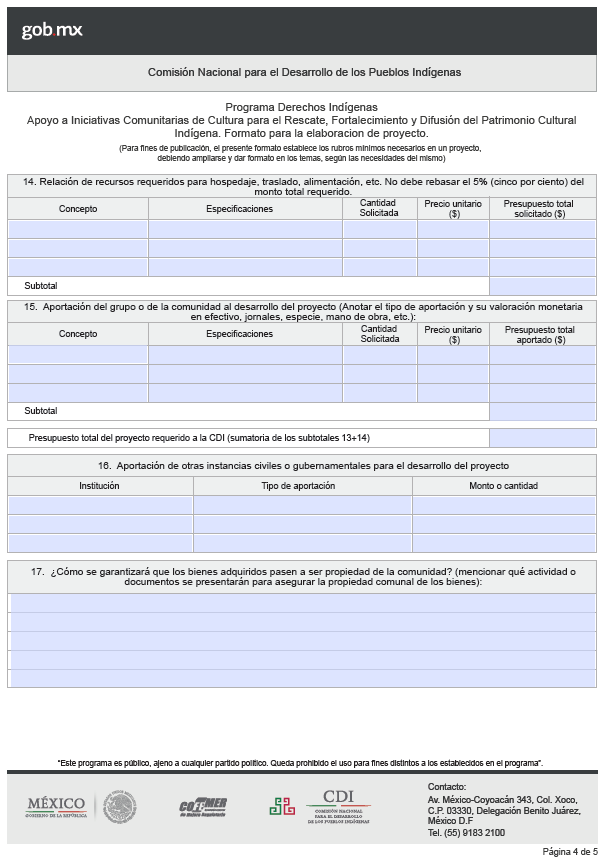 gob.mx
Comisión Nacional para el Desarrollo de los Pueblos Indígenas
Programa Derechos Indígenas
Apoyo a Iniciativas Comunitarias de Cultura para el Rescate, Fortalecimiento y Difusión del Patrimonio Cultural
Indígena. Formato para la elaboracion de proyecto.
(Para fines de publicación, el presente formato establece los rubros mínimos necesarios en un proyecto,
debiendo ampliarse y dar formato en los temas, según las necesidades del mismo)
14. Relación de recursos requeridos para hospedaje, traslado, alimentación, etc. No debe rebasar el 5% (cinco por ciento) del
monto total requerido.
Concepto Especificaciones Cantidad Solicitada Precio unitario ($) Presupuesto total solicitado ($)
Subtotal
15. Aportación del grupo o de la comunidad al desarrollo del proyecto (Anotar el tipo de aportación y su valoración monetaria
en efectivo, jornales, especie, mano de obra, etc.):
Concepto Especificaciones Cantidad Solicitada Precio unitario ($) Presupuesto total aportado ($)
Subtotal
Presupuesto total del proyecto requerido a la CDI (sumatoria de los subtotales 13+14)
16. Aportación de otras instancias civiles o gubernamentales para el desarrollo del proyecto
Institución Tipo de aportación Monto o cantidad
17. ¿Cómo se garantizará que los bienes adquiridos pasen a ser propiedad de la comunidad? (mencionar qué actividad o
documentos se presentarán para asegurar la propiedad comunal de los bienes):
"Este programa es público, ajeno a cualquier partido político. Queda prohibido el uso para fines distintos a los establecidos en el programa".
MÉXICO
GOBIERNO DE LA REPÚBLICA
COFEMER
de Mejora Regulatoria
CDI
COMISIÓN NACIONAL
PARA EL DESARROLLO
DE LOS PUEBLOS INDÍGENAS
Contacto:
Av. México-Coyoacán 343, Col. Xoco,
C.P. 03330, Delegación Benito Juárez,
México D.F
Tel. (55) 9183 2100
Página 4 de 5